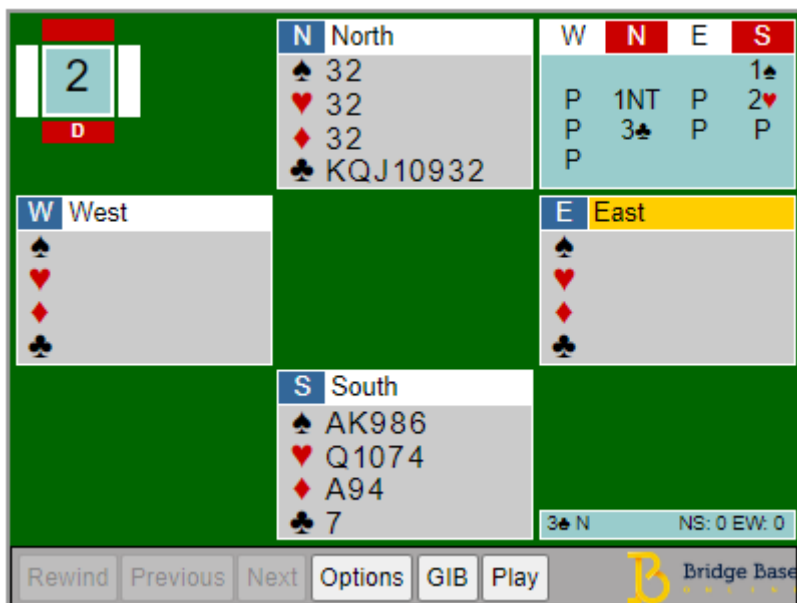 2
D
N North
♠ 32
♥ 32
♦ 32
♣ KQJ10932
W N E S
1♠
P 1NT P 2♥
P 3♣ P P
P
W West
♠
♥
♦
♣
E East
♠
♥
♦
♣
S South
♠ AK986
♥ Q1074
♦ A94
♣ 7
3♣ N NS: 0 EW: 0
Rewind Previous Next Options GIB Play
Bridge Base